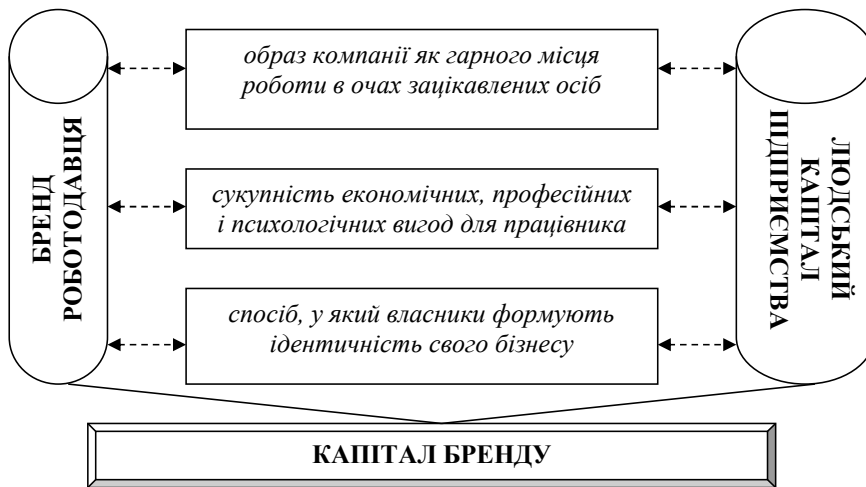 образ компанії як гарного місця
роботи в очах зацікавлених осіб
БРЕНД
РОБОТОДАВЦЯ
сукупність економічних, професійних
і психологічних вигод для працівника
ЛЮДСЬКИЙ
КАПІТАЛ
ПІДПРИЄМСТВА
спосіб, у який власники формують
ідентичність свого бізнесу
КАПІТАЛ БРЕНДУ